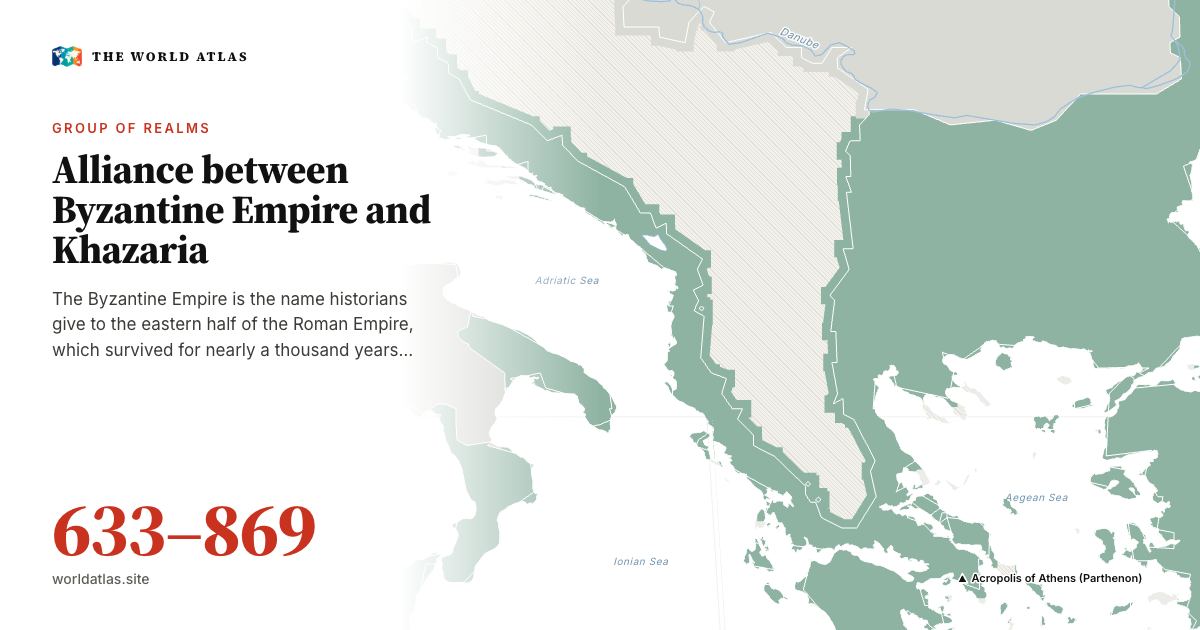 THE WORLD ATLAS
GROUP OF REALMS
Alliance between
Byzantine Empire and
Khazaria
The Byzantine Empire is the name historians
give to the eastern half of the Roman Empire,
which survived for nearly a thousand years…
633–869
worldatlas.site
Danube
Adriatic Sea
Aegean Sea
Ionian Sea
▲ Acropolis of Athens (Parthenon)